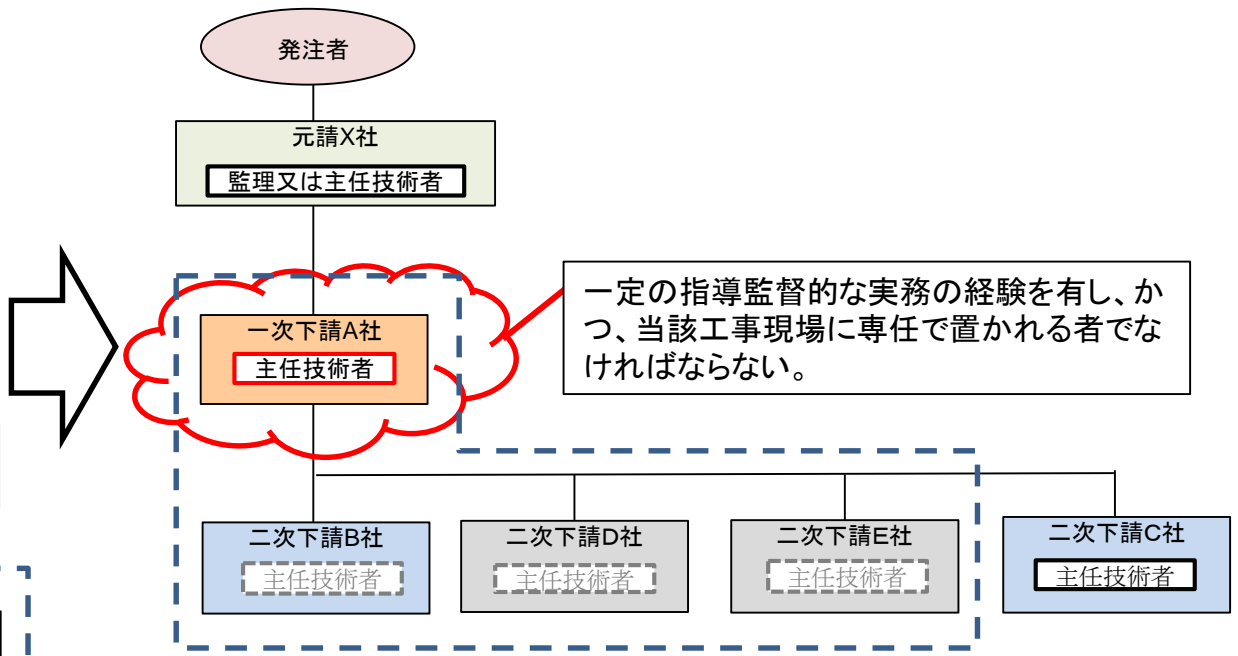 発注者
元請X社
監理又は主任技術者
一次下請A社
主任技術者
一定の指導監督的な実務の経験を有し、か
つ、当該工事現場に専任で置かれる者でな
ければならない。
二次下請B社
主任技術者
二次下請D社
主任技術者
二次下請E社
主任技術者
二次下請C社
主任技術者